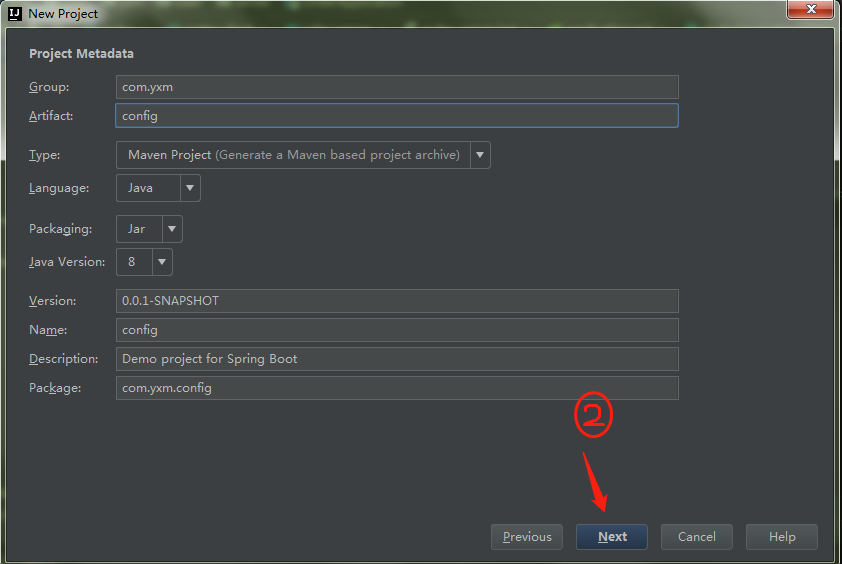 New Project
Project Metadata
Group: com.yxm
Artifact: config
Type: Maven Project (Generate a Maven based project archive)
Language: Java
Packaging: Jar
Java Version: 8
Version: 0.0.1-SNAPSHOT
Name: config
Description: Demo project for Spring Boot
Package: com.yxm.config
②
Previous Next Cancel Help